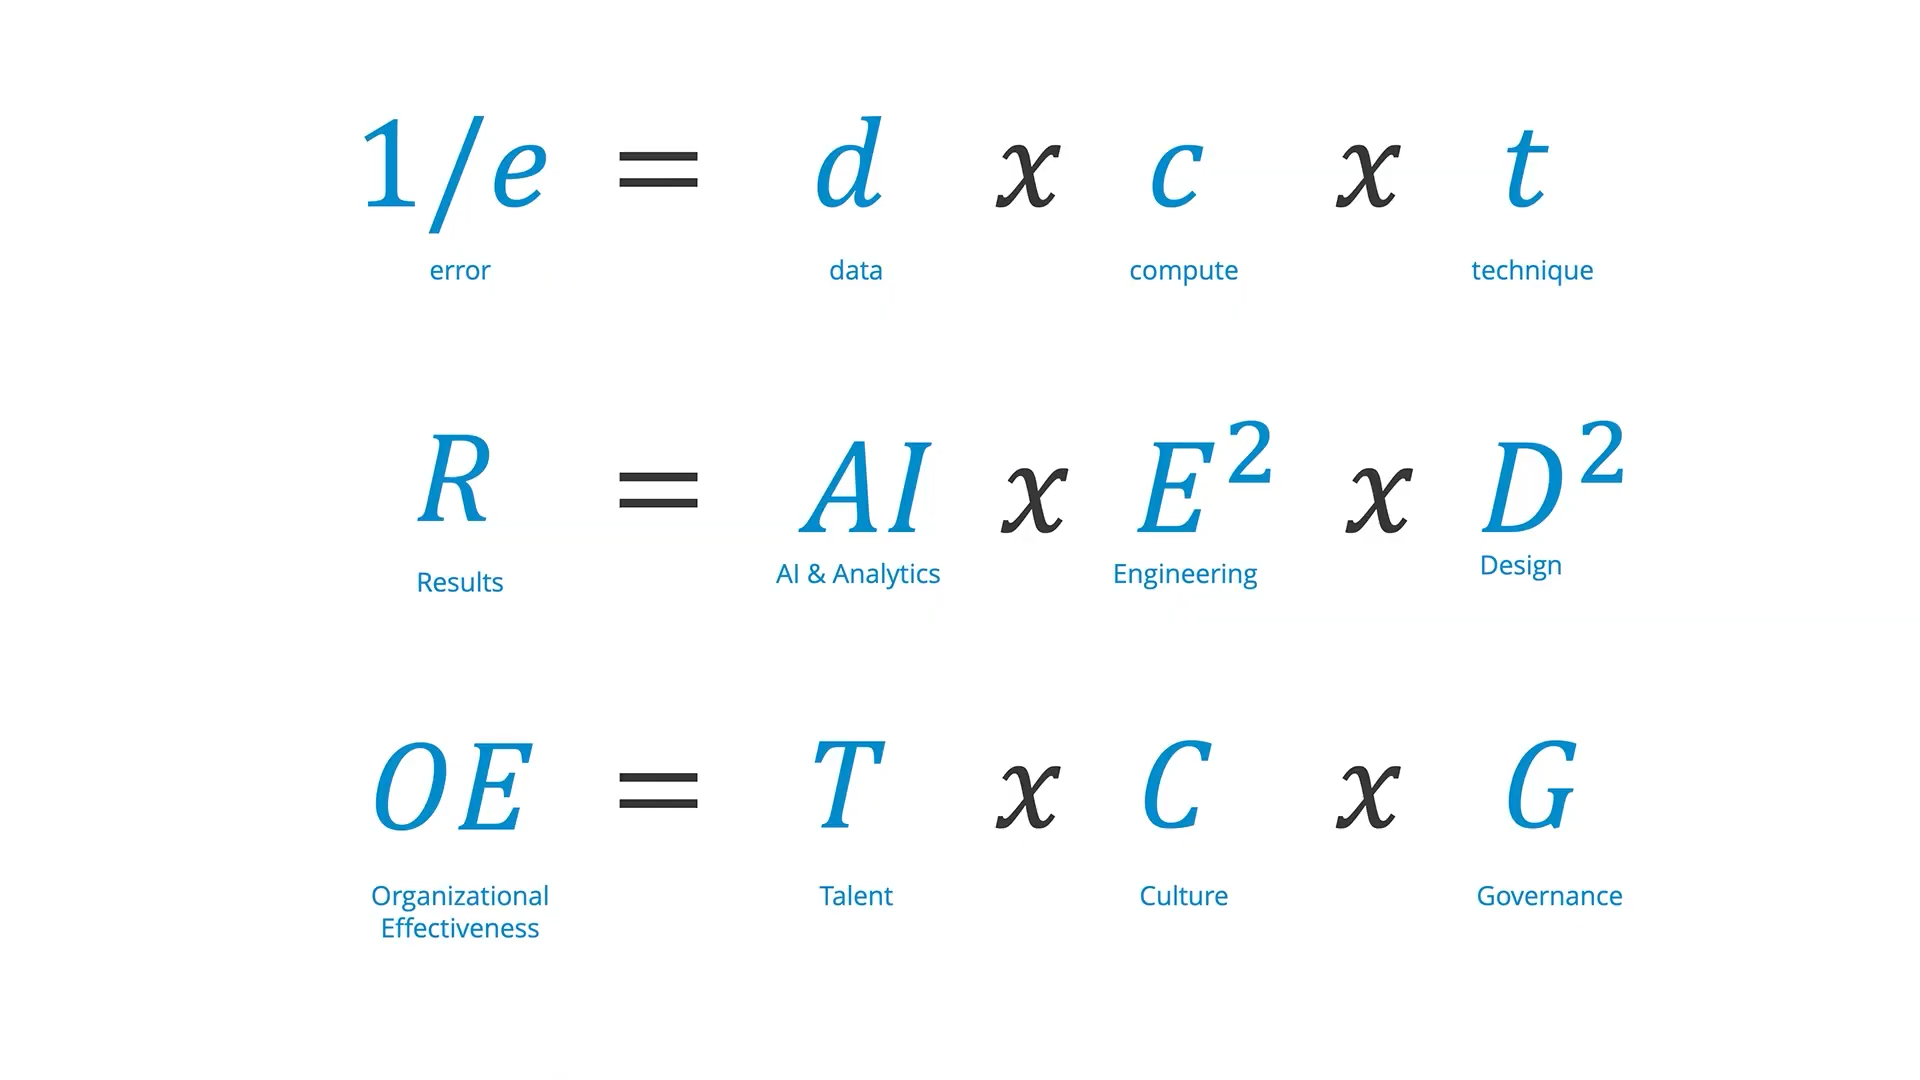 1/e = d x c x t
error data compute technique
R = AI x E² x D²
Results AI & Analytics Engineering Design
OE = T x C x G
Organizational Talent Culture Governance
Effectiveness